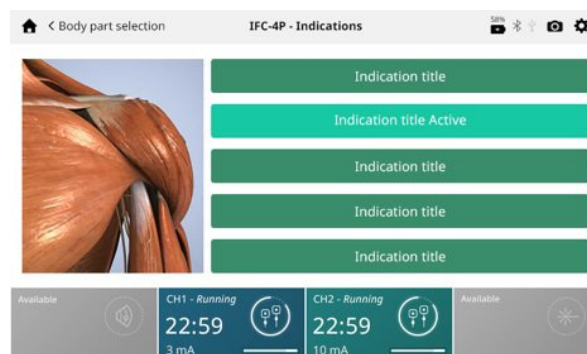 < Body part selection
IFC-4P - Indications
58%
Indication title
Indication title Active
Indication title
Indication title
Indication title
Available
CH1 - Running
22:59
3 mA
CH2 - Running
22:59
10 mA
Available